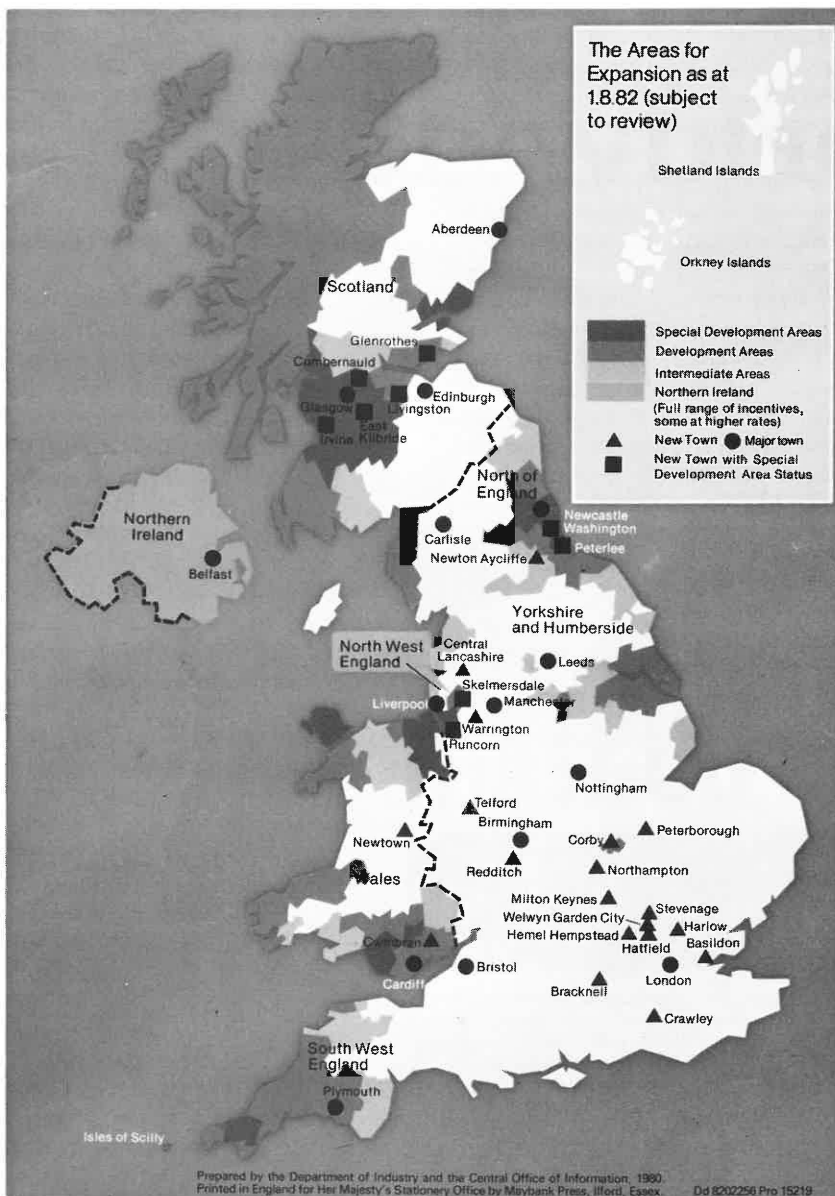 The Areas for
Expansion as at
1.8.82 (subject
to review)
Shetland Islands
Orkney Islands
Special Development Areas
Development Areas
Intermediate Areas
Northern Ireland
(Full range of incentives,
some at higher rates)
New Town
Major town
New Town with Special
Development Area Status
Aberdeen
Scotland
Glenrothes
Cumbernauld
Edinburgh
Glasgow
Livingston
East
Kilbride
Irvine
North of
England
Newcastle
Washington
Peterlee
Carlisle
Newton Aycliffe
Northern
Ireland
Belfast
Yorkshire
and Humberside
North West
England
Central
Lancashire
Leeds
Skelmersdale
Liverpool
Manchester
Warrington
Runcorn
Nottingham
Telford
Birmingham
Corby
Peterborough
Newtown
Redditch
Northampton
Wales
Milton Keynes
Stevenage
Welwyn Garden City
Harlow
Hemel Hempstead
Hatfield
Basildon
Cwmbran
Cardiff
Bristol
London
Bracknell
Crawley
South West
England
Plymouth
Isles of Scilly
Prepared by the Department of Industry and the Central Office of Information, 1980.
Printed in England for Her Majesty's Stationery Office by Maybank Press, Ilford, Essex. Dd 8202256 Pro 15219